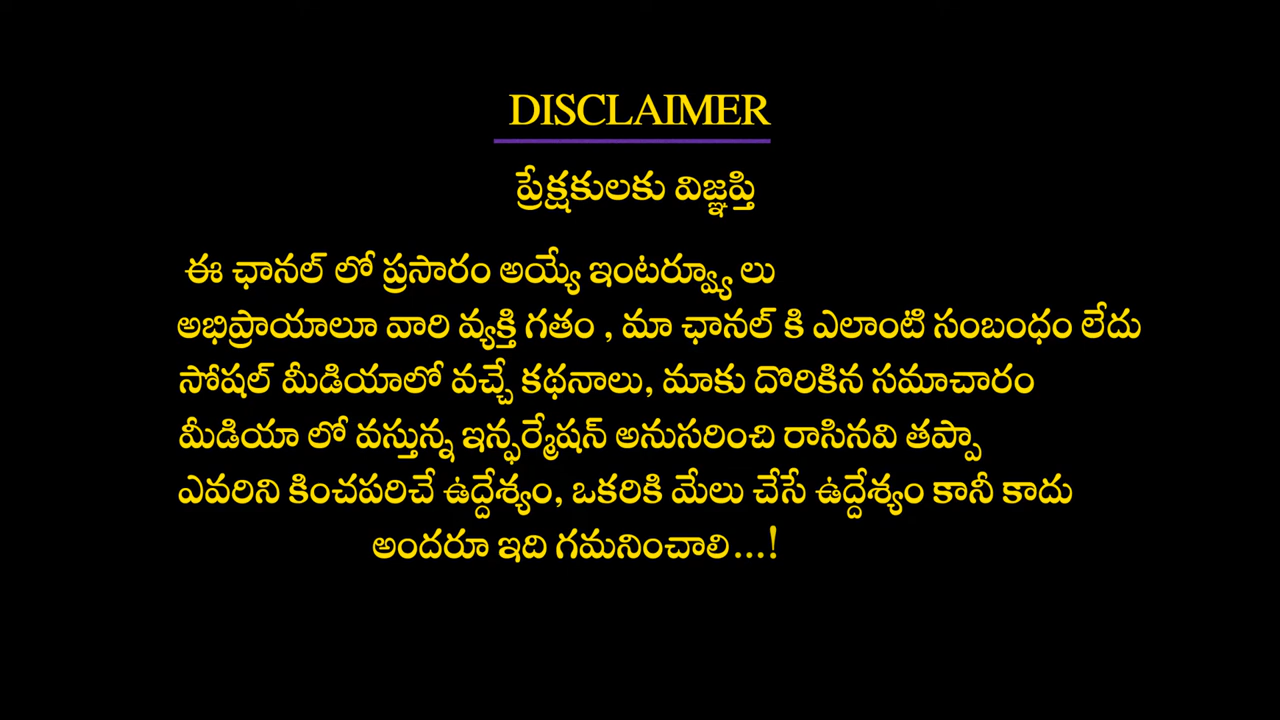 DISCLAIMER
ప్రేక్షకులకు విజ్ఞప్తి
ఈ ఛానల్ లో ప్రసారం అయ్యే ఇంటర్వ్యూ లు
అభిప్రాయాలూ వారి వ్యక్తి గతం , మా ఛానల్ కి ఎలాంటి సంబంధం లేదు
సోషల్ మీడియాలో వచ్చే కథనాలు, మాకు దొరికిన సమాచారం
మీడియా లో వస్తున్న ఇన్ఫర్మేషన్ అనుసరించి రాసినవి తప్పా
ఎవరిని కించపరిచే ఉద్దేశ్యం, ఒకరికి మేలు చేసే ఉద్దేశ్యం కానీ కాదు
అందరూ ఇది గమనించాలి...!